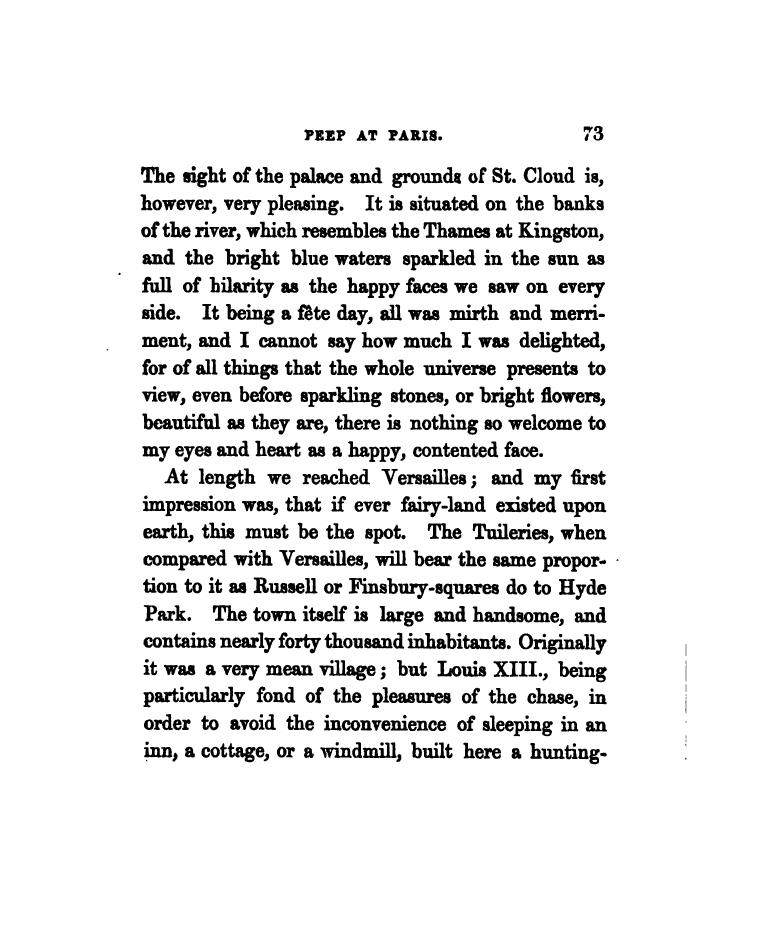 PEEP AT PARIS. 73
The sight of the palace and grounds of St. Cloud is,
however, very pleasing. It is situated on the banks
of the river, which resembles the Thames at Kingston,
and the bright blue waters sparkled in the sun as
full of hilarity as the happy faces we saw on every
side. It being a fête day, all was mirth and merri-
ment, and I cannot say how much I was delighted,
for of all things that the whole universe presents to
view, even before sparkling stones, or bright flowers,
beautiful as they are, there is nothing so welcome to
my eyes and heart as a happy, contented face.
At length we reached Versailles; and my first
impression was, that if ever fairy-land existed upon
earth, this must be the spot. The Tuileries, when
compared with Versailles, will bear the same propor-
tion to it as Russell or Finsbury-squares do to Hyde
Park. The town itself is large and handsome, and
contains nearly forty thousand inhabitants. Originally
it was a very mean village; but Louis XIII., being
particularly fond of the pleasures of the chase, in
order to avoid the inconvenience of sleeping in an
inn, a cottage, or a windmill, built here a hunting-